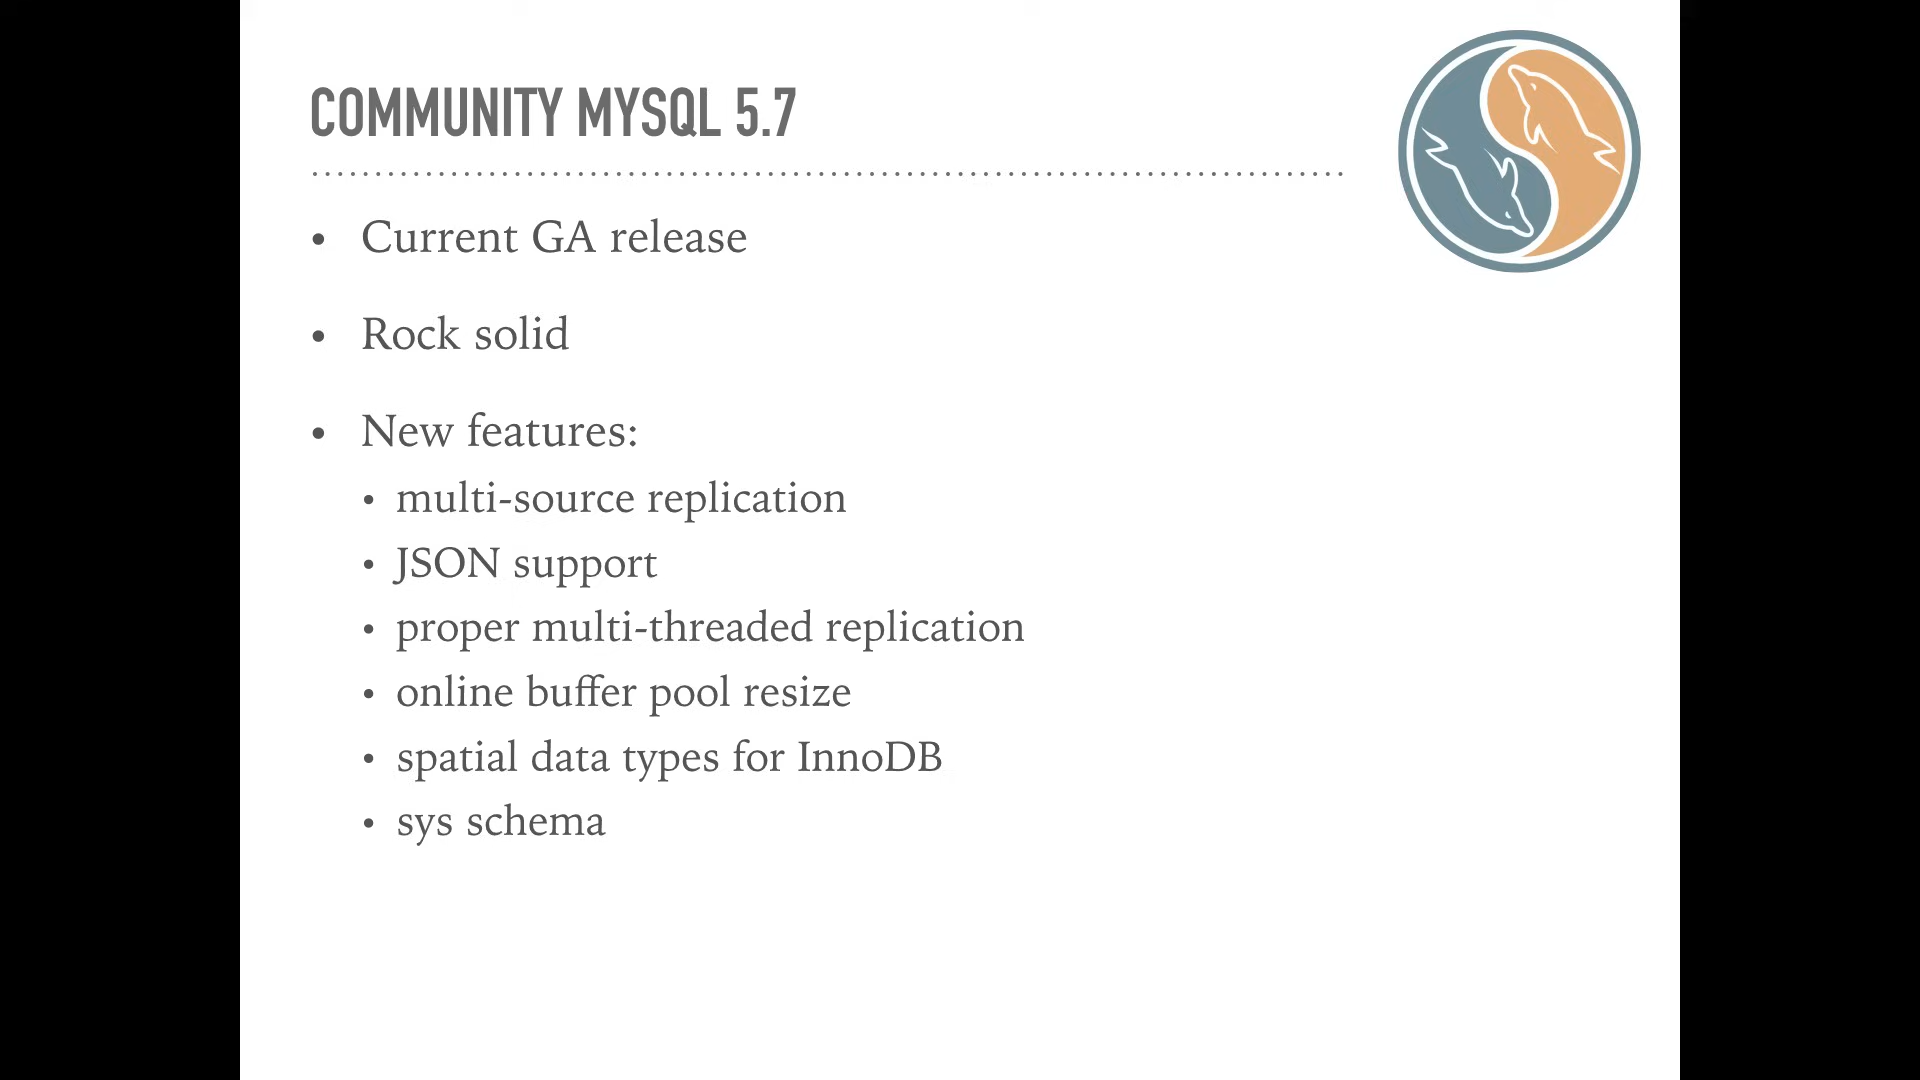 COMMUNITY MYSQL 5.7
• Current GA release
• Rock solid
• New features:
• multi-source replication
• JSON support
• proper multi-threaded replication
• online buffer pool resize
• spatial data types for InnoDB
• sys schema